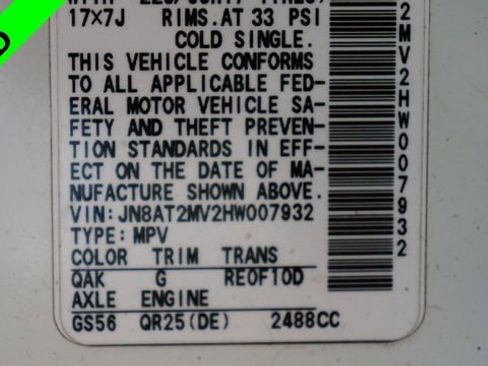 17x7J RIMS.AT 33 PSI
COLD SINGLE.
THIS VEHICLE CONFORMS
TO ALL APPLICABLE FED-
ERAL MOTOR VEHICLE SA-
FETY AND THEFT PREVEN-
TION STANDARDS IN EFF-
ECT ON THE DATE OF MA-
NUFACTURE SHOWN ABOVE.
VIN:JN8AT2MV2HW007932
TYPE:MPV
COLOR TRIM TRANS
QAK G RE0F10D
AXLE ENGINE
GS56 QR25(DE) 2488CC
2MV2HW007932